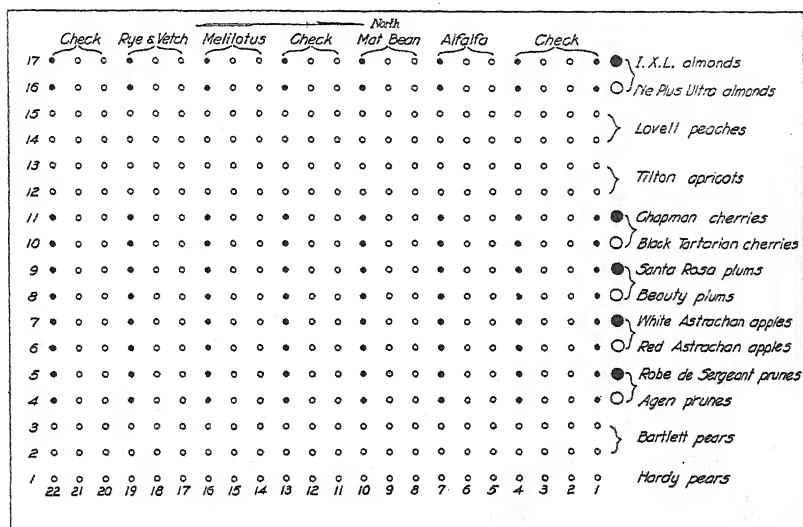 North
Check Rye & Vetch Melilotus Check Mat Bean Alfalfa Check
17 I.X.L. almonds
16 Ne Plus Ultra almonds
15
Lovell peaches
14
13
Tilton apricots
12
11 Chapman cherries
10 Black Tartarian cherries
9 Santa Rosa plums
8 Beauty plums
7 White Astrachan apples
6 Red Astrachan apples
5 Robe de Sergeant prunes
4 Agen prunes
3
Bartlett pears
2
1 Hardy pears
22 21 20 19 18 17 16 15 14 13 12 11 10 9 8 7 6 5 4 3 2 1